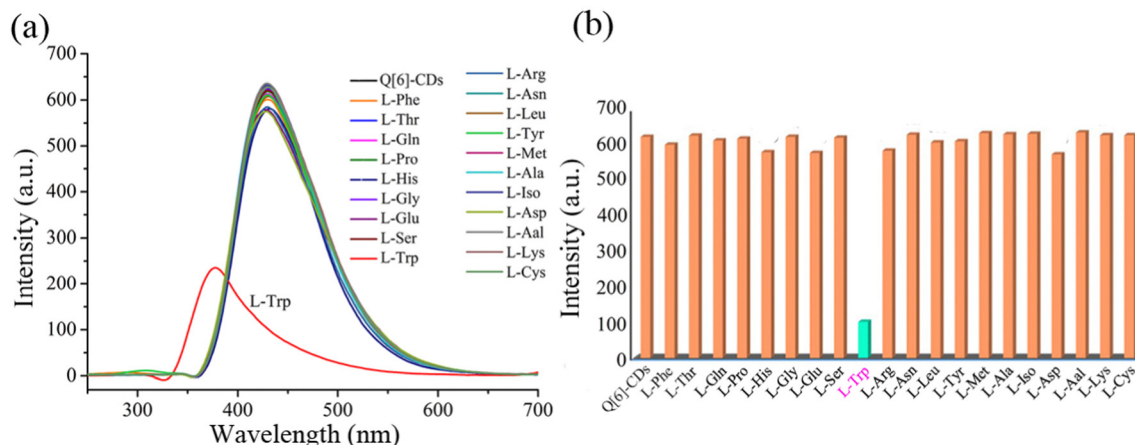 (a)
700
600
500
400
300
200
100
0
Intensity (a.u.)
300
400
500
600
700
Wavelength (nm)
Q[6]-CDs
L-Phe
L-Thr
L-Gln
L-Pro
L-His
L-Gly
L-Glu
L-Ser
L-Trp
L-Arg
L-Asn
L-Leu
L-Tyr
L-Met
L-Ala
L-Iso
L-Asp
L-Aal
L-Lys
L-Cys
L-Trp
(b)
700
600
500
400
300
200
100
0
Intensity (a.u.)
Q[6]-CDs
L-Phe
L-Thr
L-Gln
L-Pro
L-His
L-Gly
L-Glu
L-Ser
L-Trp
L-Arg
L-Asn
L-Leu
L-Tyr
L-Met
L-Ala
L-Iso
L-Asp
L-Aal
L-Lys
L-Cys